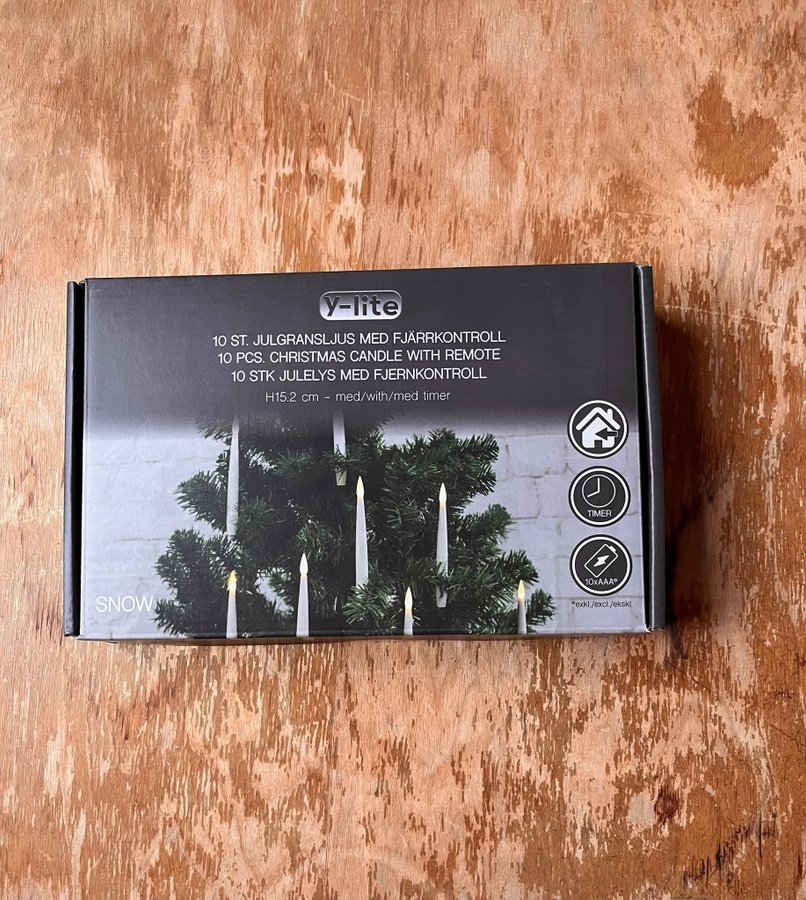 y-lite
10 ST. JULGRANSLJUS MED FJÄRRKONTROLL
10 PCS. CHRISTMAS CANDLE WITH REMOTE
10 STK JULELYS MED FJERNKONTROLL
H15.2 cm - med/with/med timer
TIMER
10xAAA*
*exkl./excl./ekskl.
SNOW